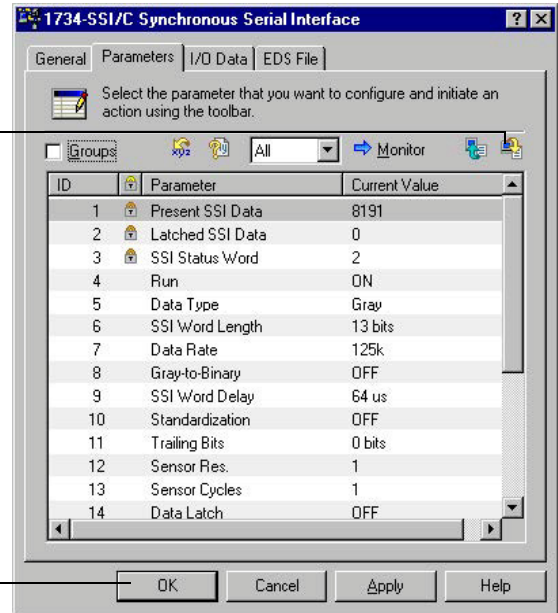 1734-SSI/C Synchronous Serial Interface
General Parameters I/O Data EDS File
Select the parameter that you want to configure and initiate an
action using the toolbar.
Groups All Monitor
ID Parameter Current Value
1 Present SSI Data 8191
2 Latched SSI Data 0
3 SSI Status Word 2
4 Run ON
5 Data Type Gray
6 SSI Word Length 13 bits
7 Data Rate 125k
8 Gray-to-Binary OFF
9 SSI Word Delay 64 us
10 Standardization OFF
11 Trailing Bits 0 bits
12 Sensor Res. 1
13 Sensor Cycles 1
14 Data Latch OFF
OK Cancel Apply Help